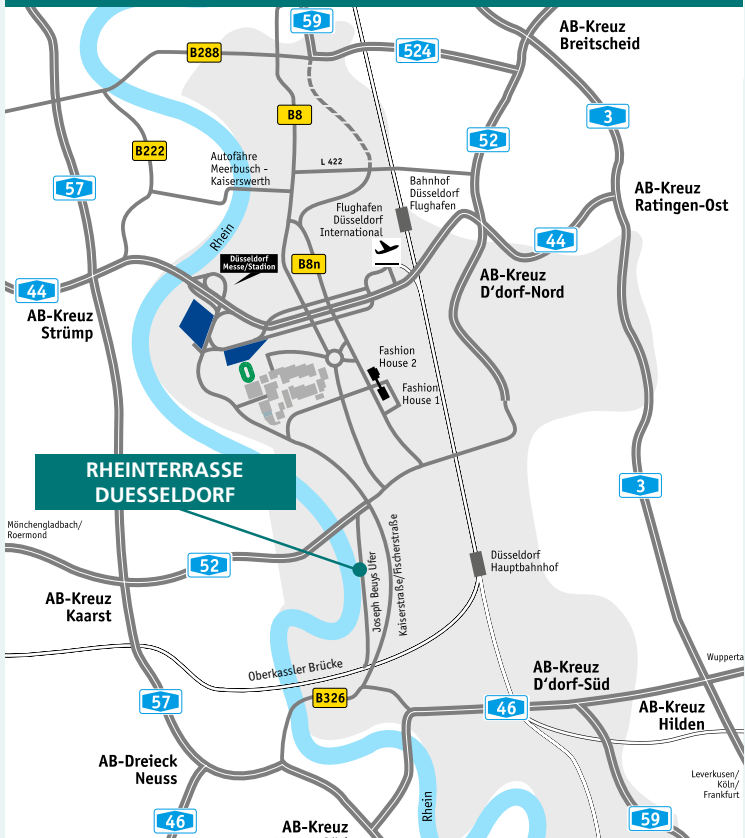 59
AB-Kreuz
Breitscheid
B288
524
B8
3
B222
52
Autofähre
Meerbusch -
Kaiserswerth
L 422
57
Bahnhof
Düsseldorf
Flughafen
AB-Kreuz
Ratingen-Ost
Flughafen
Düsseldorf
International
Rhein
44
Düsseldorf
Messe/Stadion
B8n
AB-Kreuz
D'dorf-Nord
44
AB-Kreuz
Strümp
Fashion
House 2
Fashion
House 1
RHEINTERRASSE
DUESSELDORF
3
Mönchengladbach/
Roermond
52
Düsseldorf
Hauptbahnhof
Joseph Beuys Ufer
Kaiserstraße/Fischerstraße
AB-Kreuz
Kaarst
Oberkassler Brücke
Wupperta
AB-Kreuz
D'dorf-Süd
57
B326
46
AB-Kreuz
Hilden
AB-Dreieck
Neuss
Leverkusen/
Köln/
Frankfurt
Rhein
46
AB-Kreuz
59